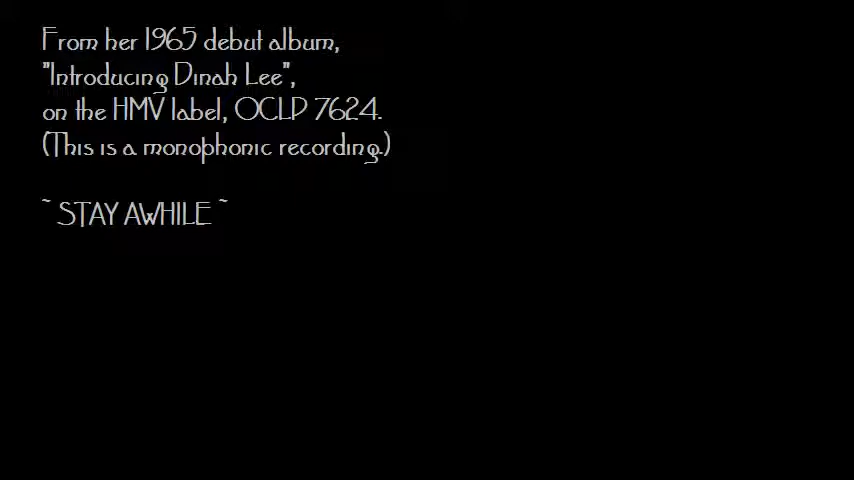 From her 1965 debut album,
"Introducing Dinah Lee",
on the HMV label, OCLP 7624.
(This is a monophonic recording.)
~ STAY AWHILE ~